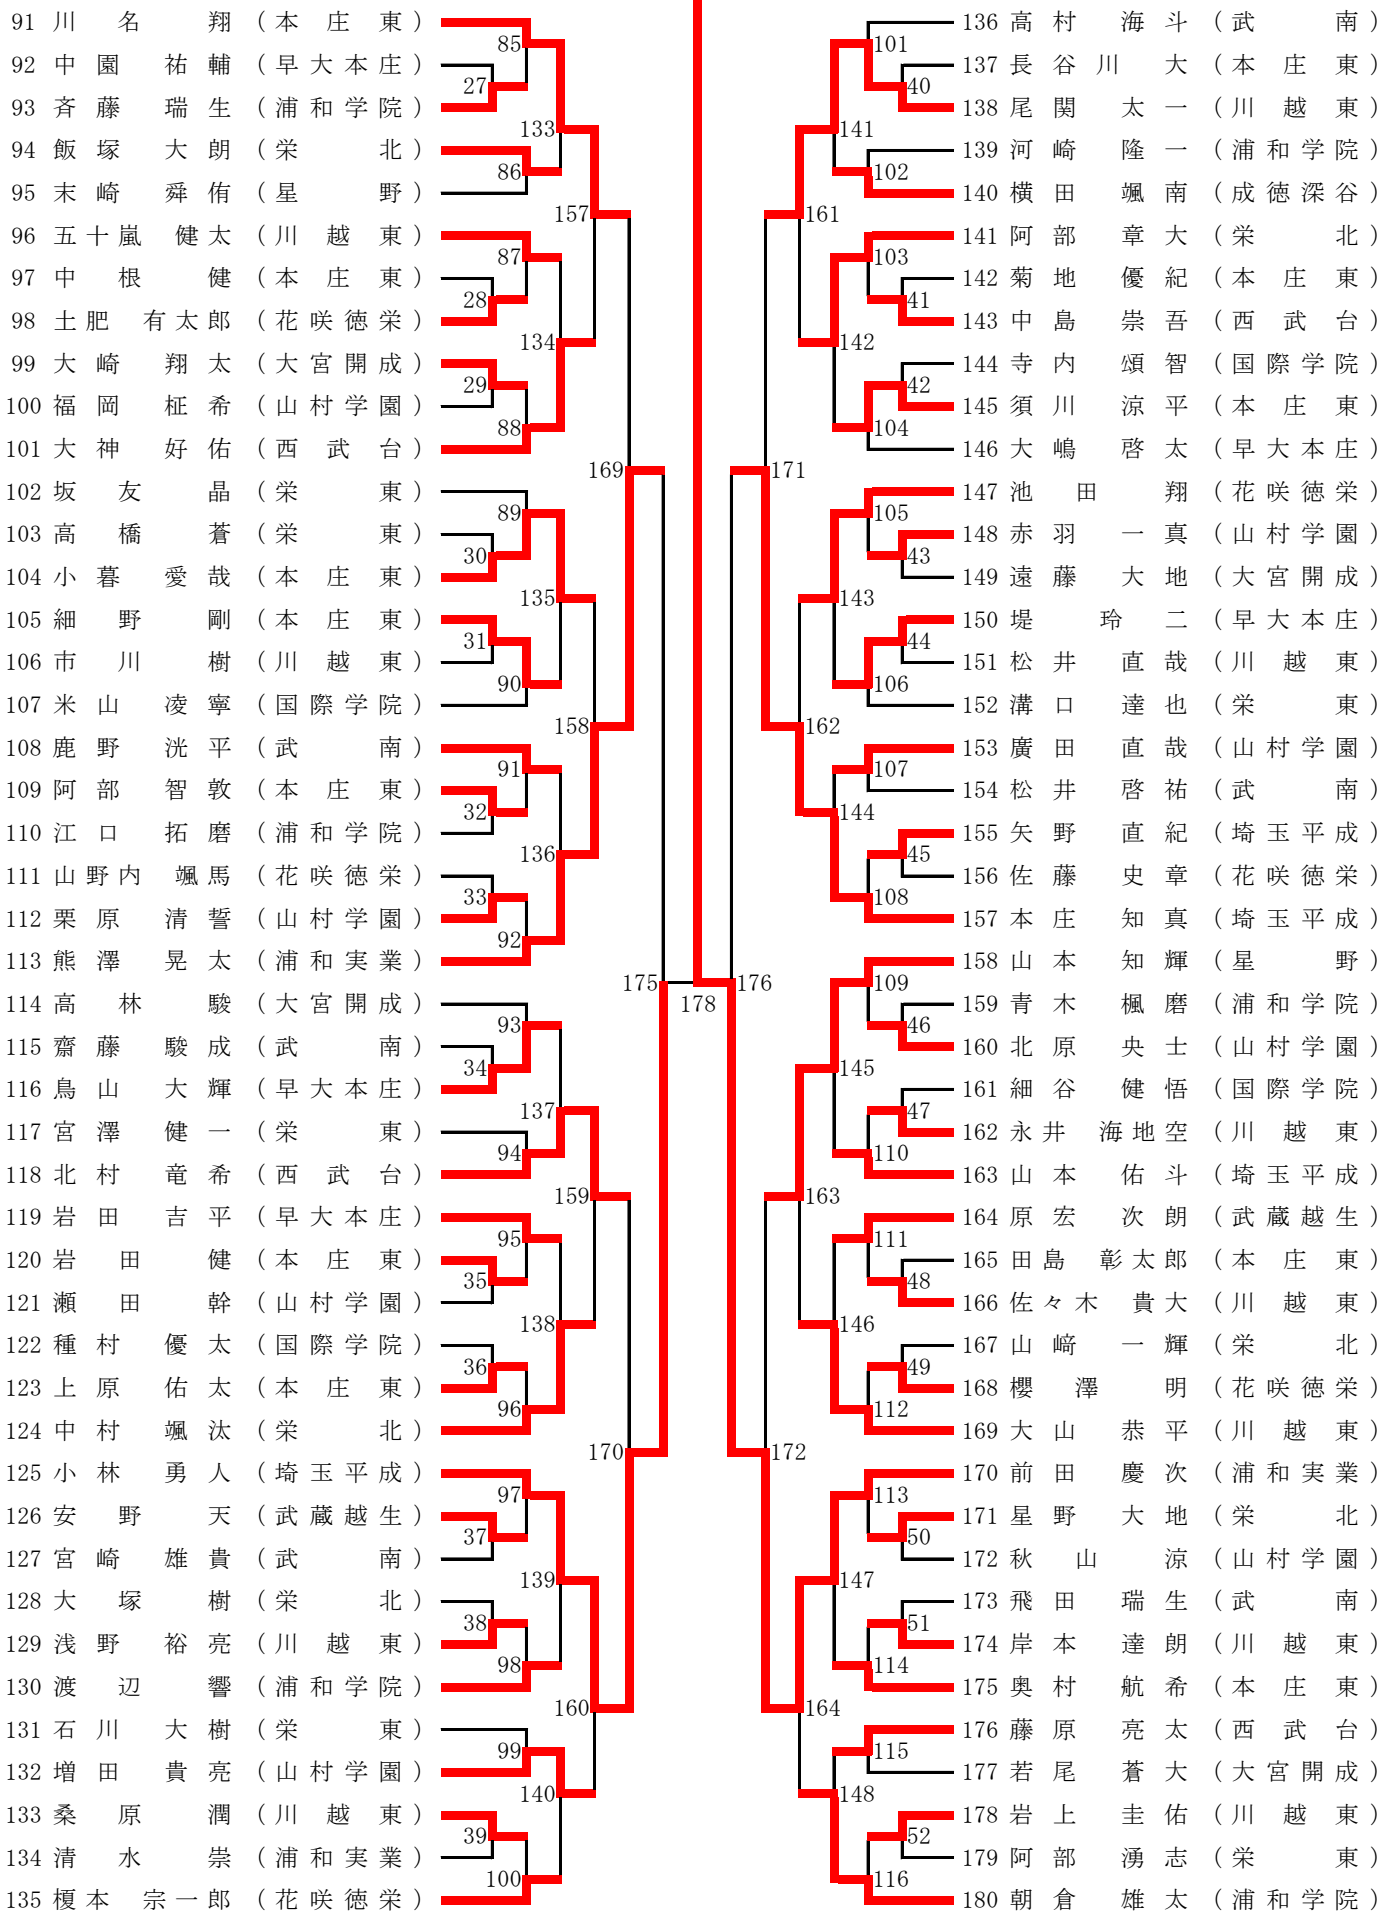 91 川名 翔 (本庄東)
92 中園 祐輔 (早大本庄)
93 斉藤 瑞生 (浦和学院)
94 飯塚 大朗 (栄北)
95 末崎 舜侑 (星野)
96 五十嵐 健太 (川越東)
97 中根 健 (本庄東)
98 土肥 有太郎 (花咲徳栄)
99 大崎 翔太 (大宮開成)
100 福岡 柾希 (山村学園)
101 大神 好佑 (西武台)
102 坂友 晶 (栄東)
103 高橋 蒼 (栄東)
104 小暮 愛哉 (本庄東)
105 細野 剛 (本庄東)
106 市川 樹 (川越東)
107 米山 凌寧 (国際学院)
108 鹿野 洸平 (武南)
109 阿部 智敦 (本庄東)
110 江口 拓磨 (浦和学院)
111 山野内 颯馬 (花咲徳栄)
112 栗原 清誓 (山村学園)
113 熊澤 晃太 (浦和実業)
114 高林 駿 (大宮開成)
115 齋藤 駿成 (武南)
116 鳥山 大輝 (早大本庄)
117 宮澤 健一 (栄東)
118 北村 竜希 (西武台)
119 岩田 吉平 (早大本庄)
120 岩田 健 (本庄東)
121 瀬田 幹 (山村学園)
122 種村 優太 (国際学院)
123 上原 佑太 (本庄東)
124 中村 颯汰 (栄北)
125 小林 勇人 (埼玉平成)
126 安野 天 (武蔵越生)
127 宮崎 雄貴 (武南)
128 大塚 樹 (栄北)
129 浅野 裕亮 (川越東)
130 渡辺 響 (浦和学院)
131 石川 大樹 (栄東)
132 増田 貴亮 (山村学園)
133 桑原 潤 (川越東)
134 清水 崇 (浦和実業)
135 榎本 宗一郎 (花咲徳栄)
85
27
133
86
157
87
28
134
29
88
169
89
30
135
31
90
158
91
32
136
33
92
175
93
34
137
94
159
95
35
138
36
96
170
97
37
139
38
98
160
99
140
39
100
178
101
40
141
102
161
103
41
142
42
104
171
105
43
143
44
106
162
107
144
45
108
176
109
46
145
47
110
163
111
48
146
49
112
172
113
50
147
51
114
164
115
148
52
116
136 高村 海斗 (武南)
137 長谷川 大 (本庄東)
138 尾関 太一 (川越東)
139 河崎 隆一 (浦和学院)
140 横田 颯南 (成徳深谷)
141 阿部 章大 (栄北)
142 菊地 優紀 (本庄東)
143 中島 崇吾 (西武台)
144 寺内 頌智 (国際学院)
145 須川 涼平 (本庄東)
146 大嶋 啓太 (早大本庄)
147 池田 翔 (花咲徳栄)
148 赤羽 一真 (山村学園)
149 遠藤 大地 (大宮開成)
150 堤 玲二 (早大本庄)
151 松井 直哉 (川越東)
152 溝口 達也 (栄東)
153 廣田 直哉 (山村学園)
154 松井 啓祐 (武南)
155 矢野 直紀 (埼玉平成)
156 佐藤 史章 (花咲徳栄)
157 本庄 知真 (埼玉平成)
158 山本 知輝 (星野)
159 青木 楓磨 (浦和学院)
160 北原 央士 (山村学園)
161 細谷 健悟 (国際学院)
162 永井 海地空 (川越東)
163 山本 佑斗 (埼玉平成)
164 原宏 次朗 (武蔵越生)
165 田島 彰太郎 (本庄東)
166 佐々木 貴大 (川越東)
167 山﨑 一輝 (栄北)
168 櫻澤 明 (花咲徳栄)
169 大山 恭平 (川越東)
170 前田 慶次 (浦和実業)
171 星野 大地 (栄北)
172 秋山 涼 (山村学園)
173 飛田 瑞生 (武南)
174 岸本 達朗 (川越東)
175 奥村 航希 (本庄東)
176 藤原 亮太 (西武台)
177 若尾 蒼大 (大宮開成)
178 岩上 圭佑 (川越東)
179 阿部 湧志 (栄東)
180 朝倉 雄太 (浦和学院)